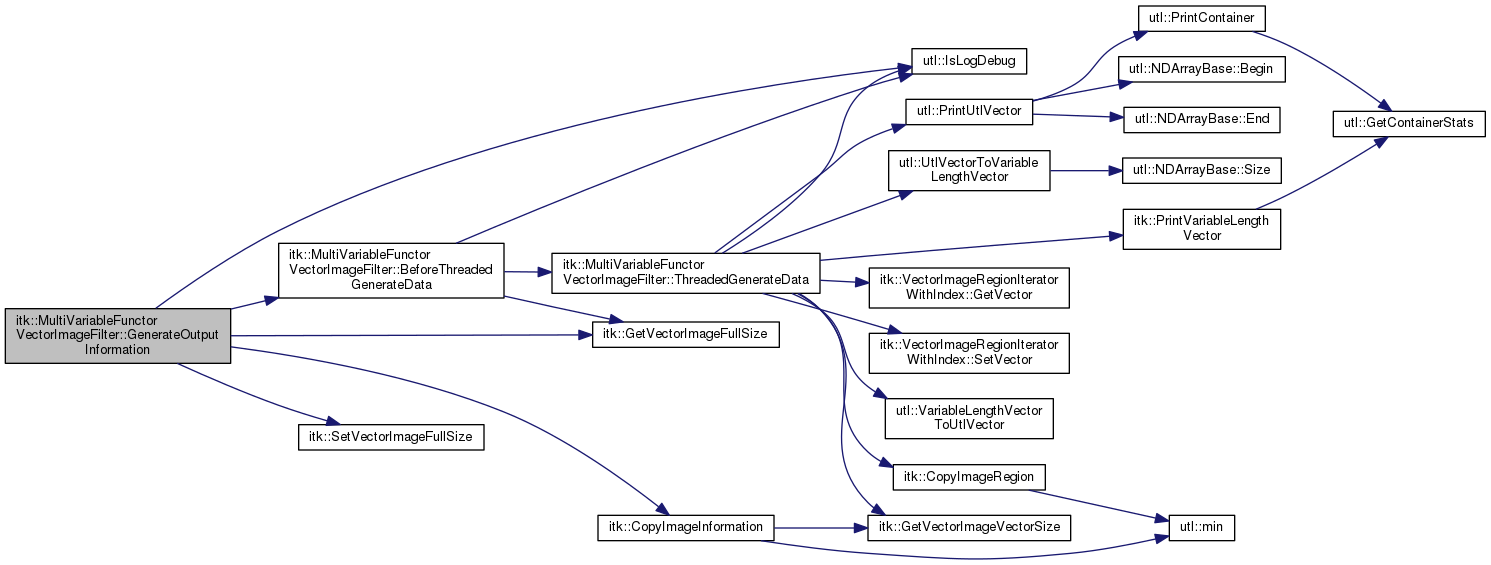 itk::MultiVariableFunctor
VectorImageFilter::GenerateOutput
Information
itk::MultiVariableFunctor
VectorImageFilter::BeforeThreaded
GenerateData
itk::SetVectorImageFullSize
itk::MultiVariableFunctor
VectorImageFilter::ThreadedGenerateData
itk::GetVectorImageFullSize
itk::CopyImageInformation
utl::IsLogDebug
utl::PrintUtlVector
utl::UtlVectorToVariable
LengthVector
itk::VectorImageRegionIterator
WithIndex::GetVector
itk::VectorImageRegionIterator
WithIndex::SetVector
utl::VariableLengthVector
ToUtlVector
itk::CopyImageRegion
itk::GetVectorImageVectorSize
utl::PrintContainer
utl::NDArrayBase::Begin
utl::NDArrayBase::End
utl::NDArrayBase::Size
itk::PrintVariableLength
Vector
utl::min
utl::GetContainerStats